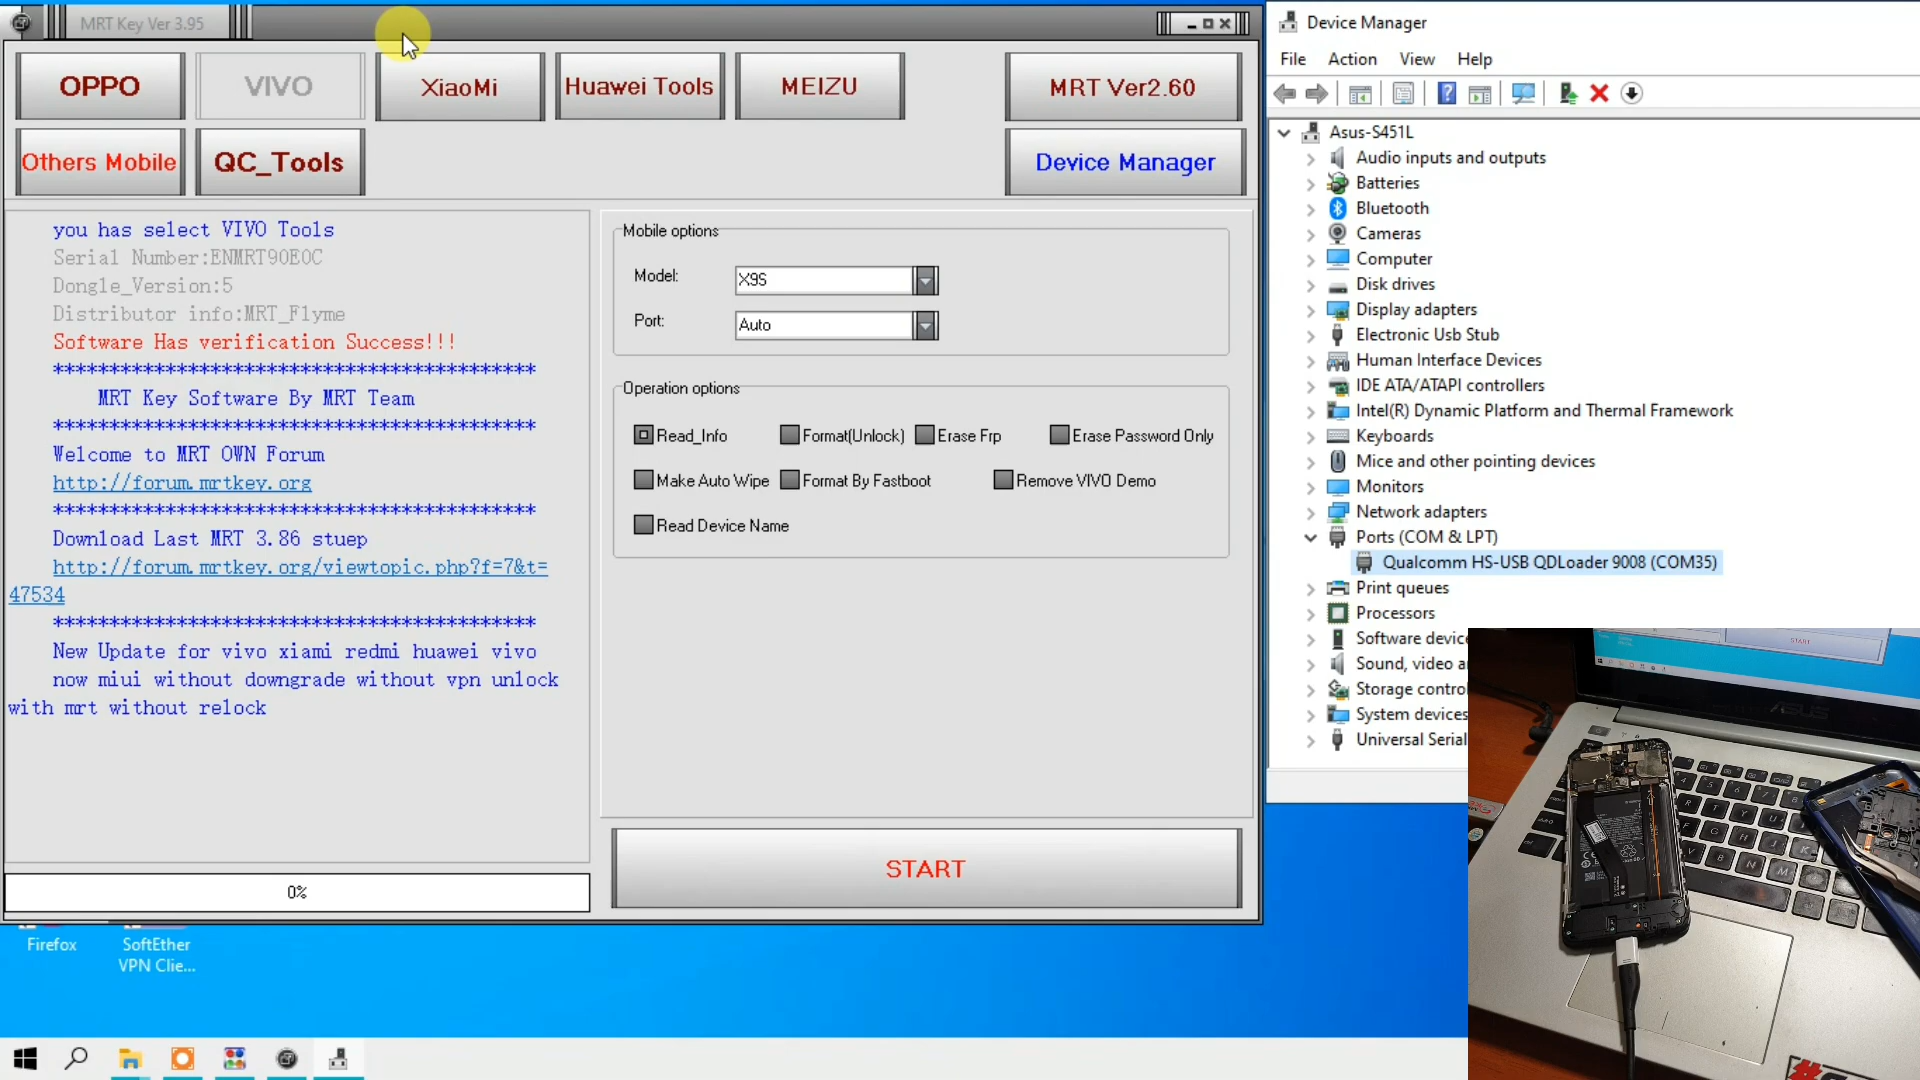 MRT Key Ver 3.95
OPPO
VIVO
XiaoMi
Huawei Tools
MEIZU
MRT Ver2.60
Others Mobile
QC_Tools
Device Manager
you has select VIVO Tools
Serial Number:ENMRT90E0C
Dongle_Version:5
Distributor info:MRT_Flyme
Software Has verification Success!!!
*******************************************
MRT Key Software By MRT Team
*******************************************
Welcome to MRT OWN Forum
http://forum.mrtkey.org
*******************************************
Download Last MRT 3.86 stuep
http://forum.mrtkey.org/viewtopic.php?f=7&t=
47534
*******************************************
New Update for vivo xiami redmi huawei vivo
now miui without downgrade without vpn unlock
with mrt without relock
0%
Mobile options
Model:
X9S
Port:
Auto
Operation options
Read_Info
Format(Unlock)
Erase Frp
Erase Password Only
Make Auto Wipe
Format By Fastboot
Remove VIVO Demo
Read Device Name
START
Device Manager
File Action View Help
Asus-S451L
Audio inputs and outputs
Batteries
Bluetooth
Cameras
Computer
Disk drives
Display adapters
Electronic Usb Stub
Human Interface Devices
IDE ATA/ATAPI controllers
Intel(R) Dynamic Platform and Thermal Framework
Keyboards
Mice and other pointing devices
Monitors
Network adapters
Ports (COM & LPT)
Qualcomm HS-USB QDLoader 9008 (COM35)
Print queues
Processors
Software device
Sound, video a
Storage control
System devices
Universal Serial
START
ASUS
Firefox
SoftEther
VPN Clie...